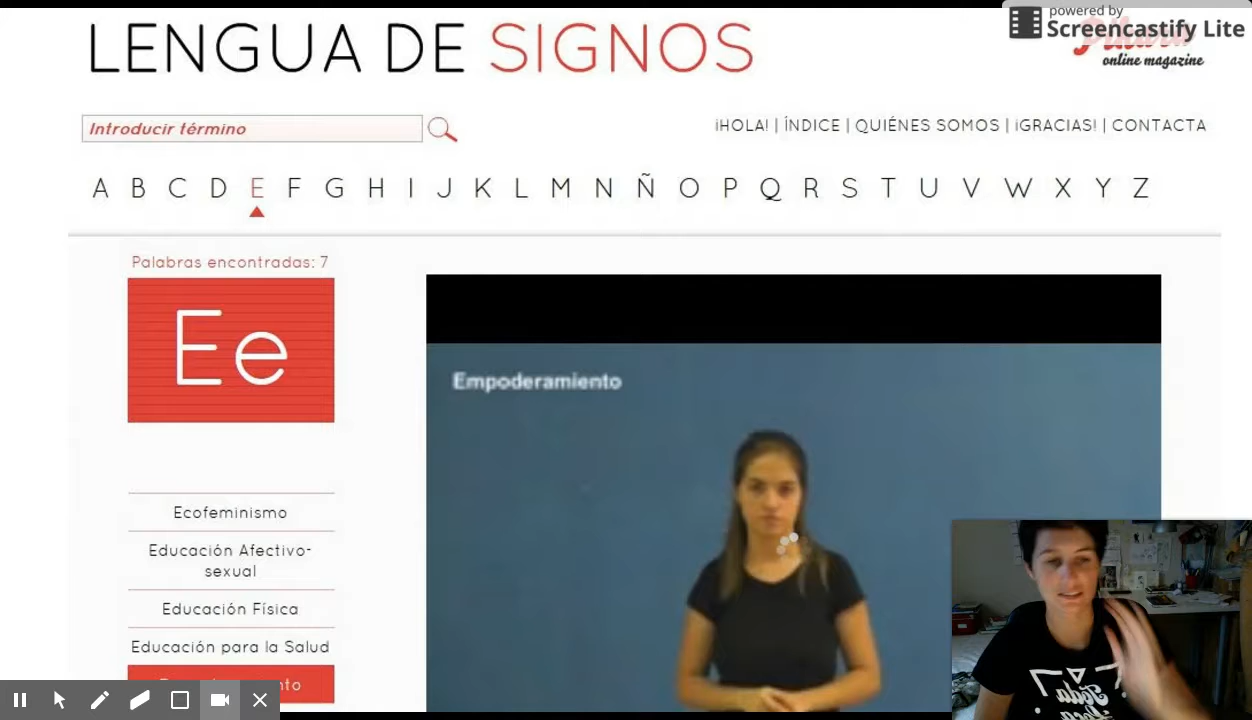 powered by
Screencastify Lite
LENGUA DE SIGNOS
online magazine
Introducir término
¡HOLA! | ÍNDICE | QUIÉNES SOMOS | ¡GRACIAS! | CONTACTA
A B C D E F G H I J K L M N Ñ O P Q R S T U V W X Y Z
Palabras encontradas: 7
Ee
Empoderamiento
Ecofeminismo
Educación Afectivo-
sexual
Educación Física
Educación para la Salud